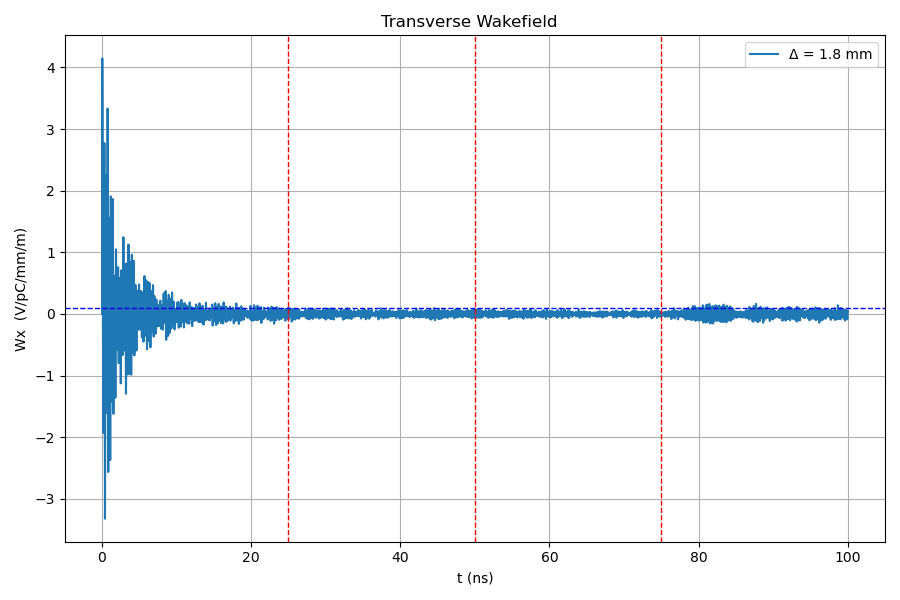 Transverse Wakefield
Δ = 1.8 mm
4
3
2
1
0
−1
−2
−3
Wx (V/pC/mm/m)
0 20 40 60 80 100
t (ns)